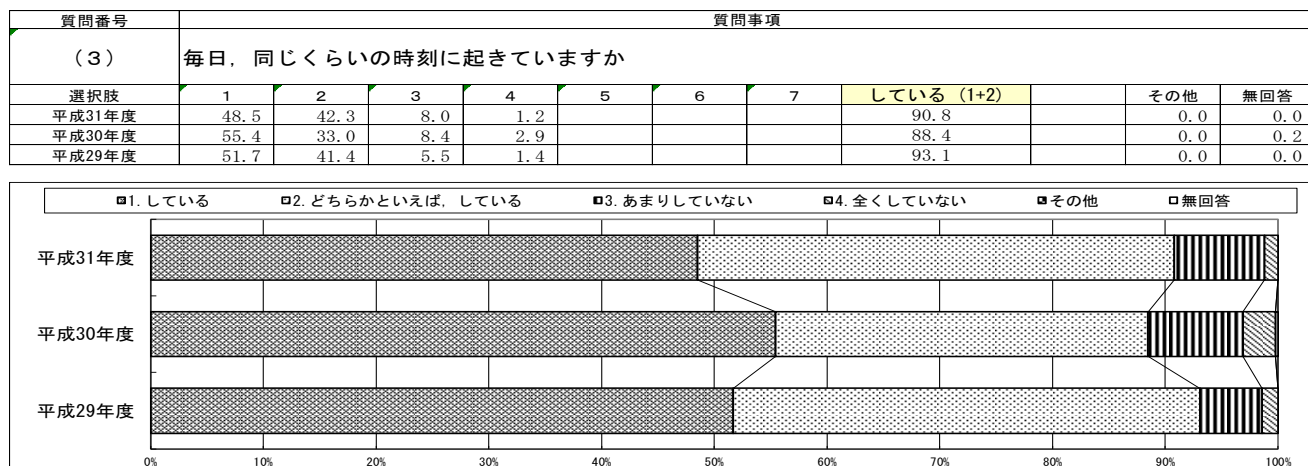 質問番号 質問事項
（３） 毎日，同じくらいの時刻に起きていますか
選択肢 1 2 3 4 5 6 7 している（1+2） その他 無回答
平成31年度 48.5 42.3 8.0 1.2 90.8 0.0 0.0
平成30年度 55.4 33.0 8.4 2.9 88.4 0.0 0.2
平成29年度 51.7 41.4 5.5 1.4 93.1 0.0 0.0
1.している 2.どちらかといえば，している 3.あまりしていない 4.全くしていない その他 無回答
平成31年度
平成30年度
平成29年度
0% 10% 20% 30% 40% 50% 60% 70% 80% 90% 100%